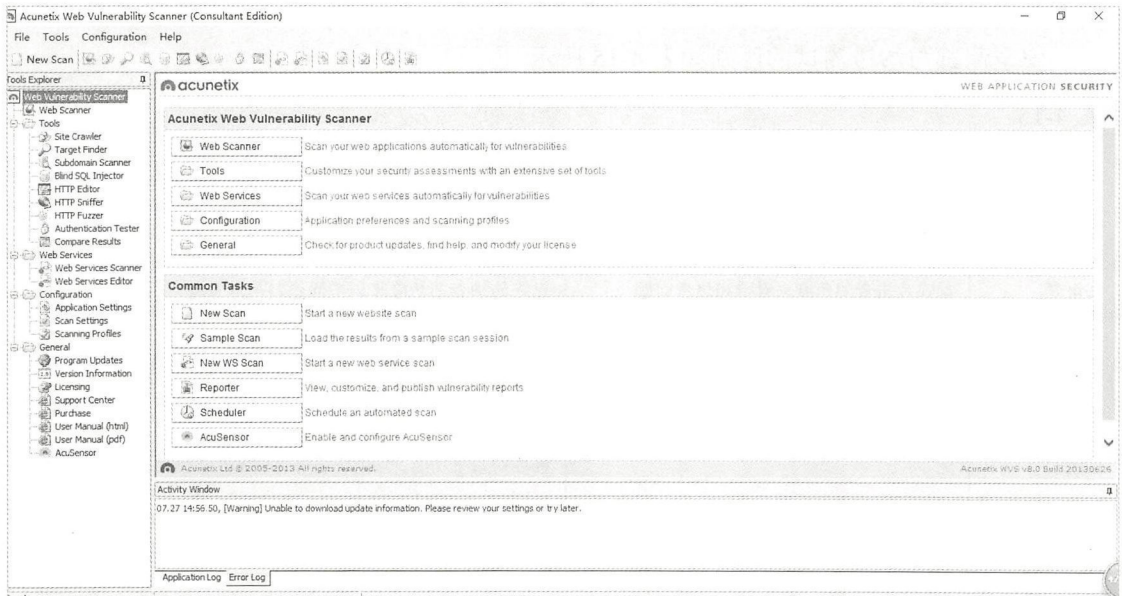 Acunetix Web Vulnerability Scanner (Consultant Edition)
File Tools Configuration Help
New Scan
Tools Explorer
Web Vulnerability Scanner
Web Scanner
Tools
Site Crawler
Target Finder
Subdomain Scanner
Blind SQL Injector
HTTP Editor
HTTP Sniffer
HTTP Fuzzer
Authentication Tester
Compare Results
Web Services
Web Services Scanner
Web Services Editor
Configuration
Application Settings
Scan Settings
Scanning Profiles
General
Program Updates
Version Information
Licensing
Support Center
Purchase
User Manual (html)
User Manual (pdf)
AcuSensor
acunetix
WEB APPLICATION SECURITY
Acunetix Web Vulnerability Scanner
Web Scanner Scan your web applications automatically for vulnerabilities
Tools Customize your security assessments with an extensive set of tools
Web Services Scan your web services automatically for vulnerabilities
Configuration Application preferences and scanning profiles
General Check for product updates, find help, and modify your license
Common Tasks
New Scan Start a new website scan
Sample Scan Load the results from a sample scan session
New WS Scan Start a new web service scan
Reporter View, customize, and publish vulnerability reports
Scheduler Schedule an automated scan
AcuSensor Enable and configure AcuSensor
Acunetix Ltd © 2005-2013 All rights reserved.
Acunetix WVS v8.0 Build 20130626
Activity Window
07.27 14:56.50, [Warning] Unable to download update information. Please review your settings or try later.
Application Log Error Log